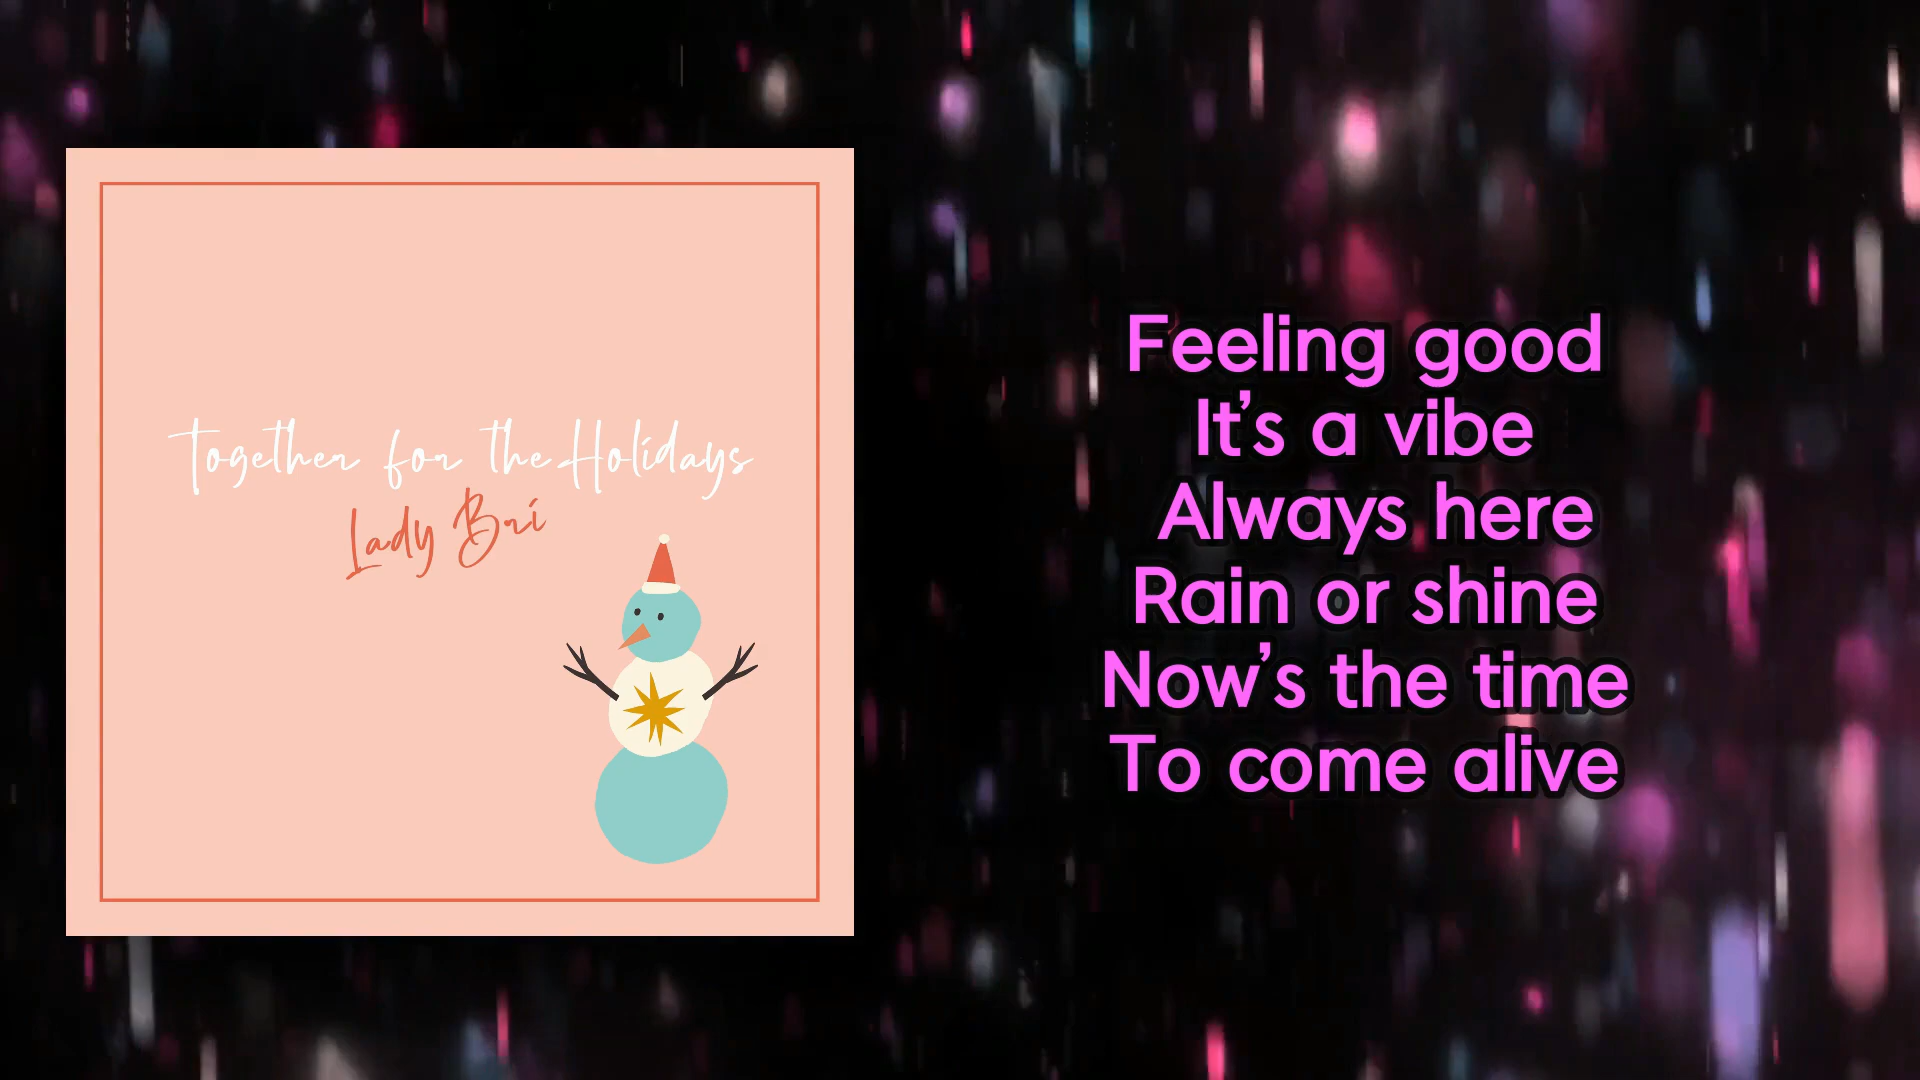 Together for the Holidays
Lady Bri
Feeling good
It’s a vibe
Always here
Rain or shine
Now’s the time
To come alive